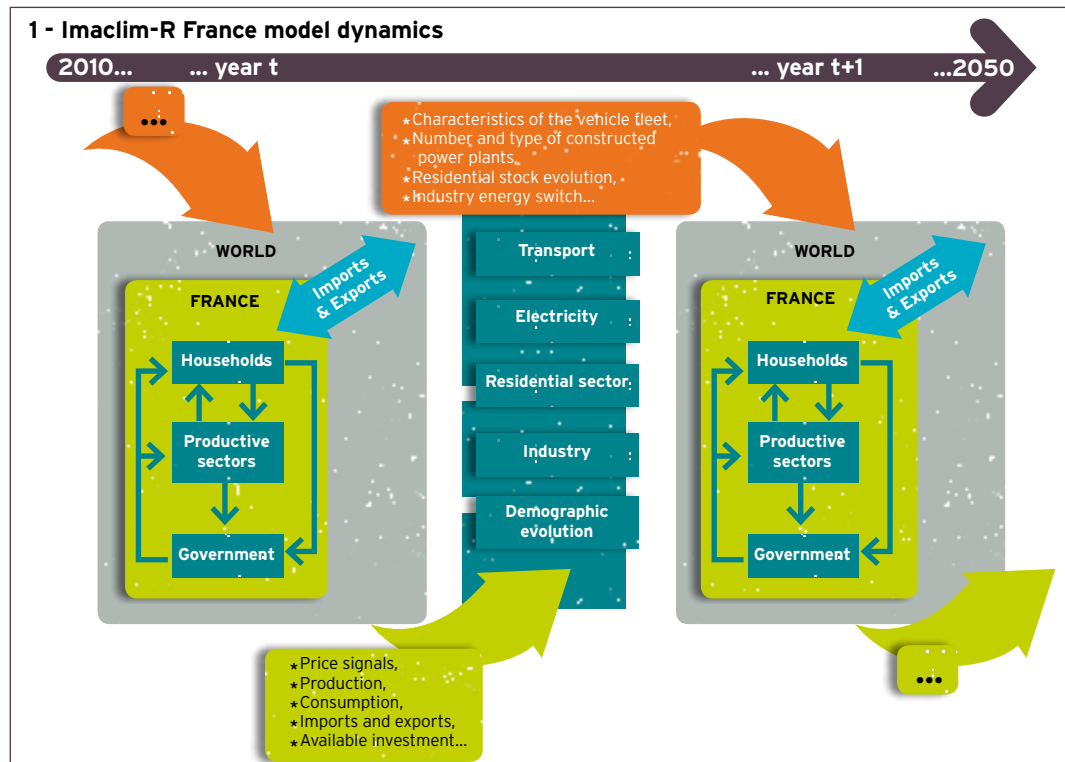 1 - Imaclim-R France model dynamics
2010... ... year t ... year t+1 ...2050
...
*Characteristics of the vehicle fleet,
*Number and type of constructed
power plants,
*Residential stock evolution,
*Industry energy switch...
WORLD
Imports
& Exports
FRANCE
Households
Productive
sectors
Government
Transport
Electricity
Residential sector
Industry
Demographic
evolution
WORLD
Imports
& Exports
FRANCE
Households
Productive
sectors
Government
*Price signals,
*Production,
*Consumption,
*Imports and exports,
*Available investment...
...